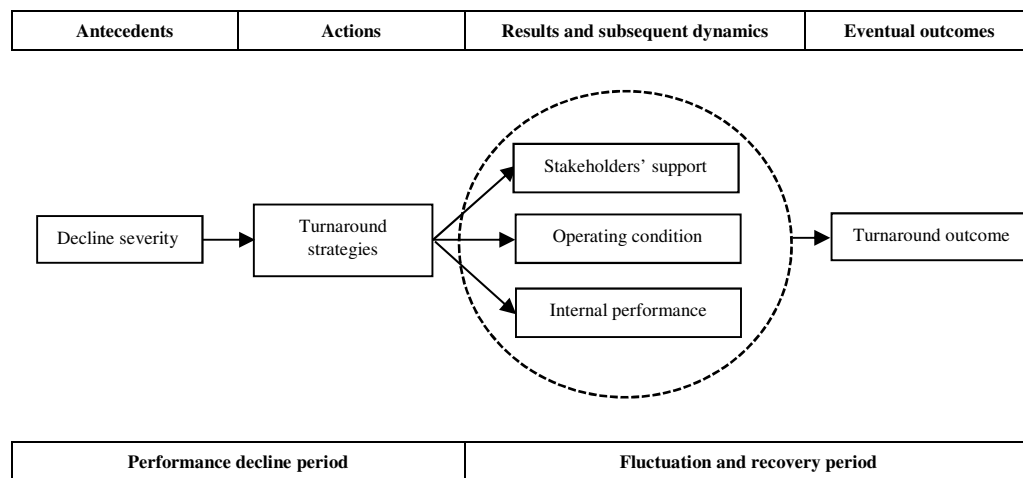 Antecedents
Actions
Results and subsequent dynamics
Eventual outcomes
Stakeholders’ support
Decline severity
Turnaround
strategies
Operating condition
Turnaround outcome
Internal performance
Performance decline period
Fluctuation and recovery period